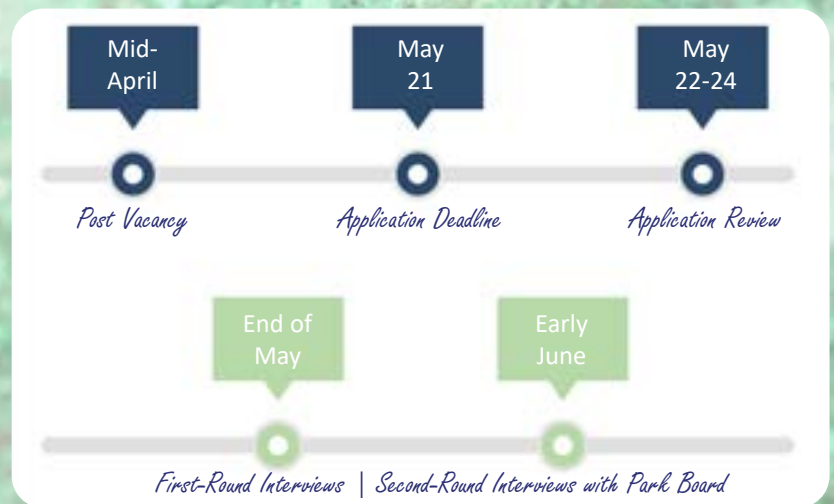 Mid-
April
May
21
May
22-24
Post Vacancy
Application Deadline
Application Review
End of
May
Early
June
First-Round Interviews | Second-Round Interviews with Park Board